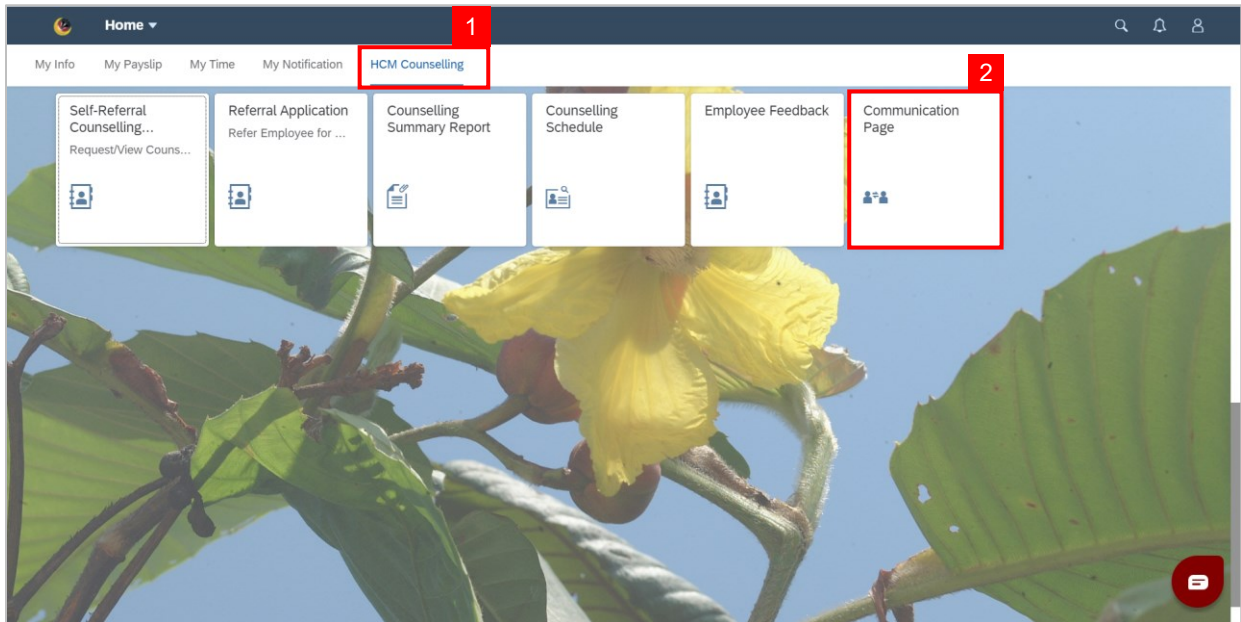 Home
1
My Info My Payslip My Time My Notification HCM Counselling
2
Self-Referral
Counselling...
Request/View Couns...
Referral Application
Refer Employee for ...
Counselling
Summary Report
Counselling
Schedule
Employee Feedback
Communication
Page